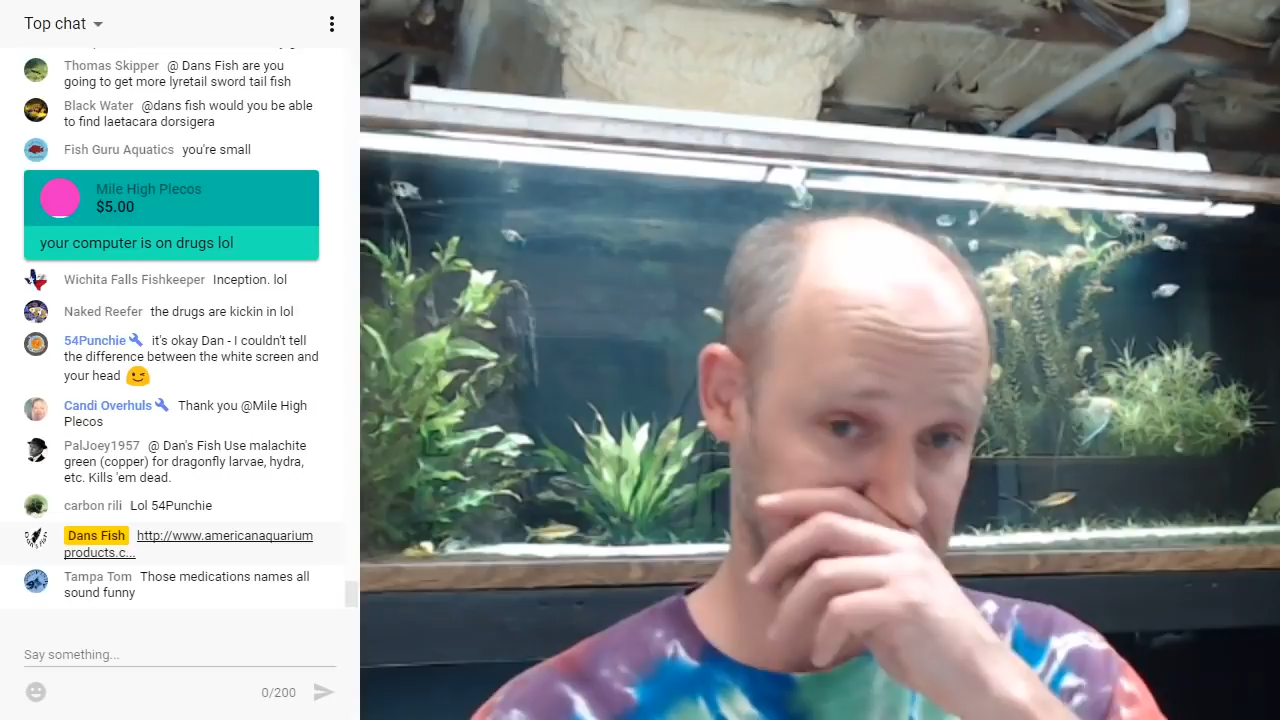 Top chat
Thomas Skipper @ Dans Fish are you
going to get more lyretail sword tail fish
Black Water @dans fish would you be able
to find laetacara dorsigera
Fish Guru Aquatics you're small
Mile High Plecos
$5.00
your computer is on drugs lol
Wichita Falls Fishkeeper Inception. lol
Naked Reefer the drugs are kickin in lol
54Punchie it's okay Dan - I couldn't tell
the difference between the white screen and
your head
Candi Overhuls Thank you @Mile High
Plecos
PalJoey1957 @ Dan's Fish Use malachite
green (copper) for dragonfly larvae, hydra,
etc. Kills 'em dead.
carbon rili Lol 54Punchie
Dans Fish http://www.americanaquarium
products.c...
Tampa Tom Those medications names all
sound funny
Say something...
0/200